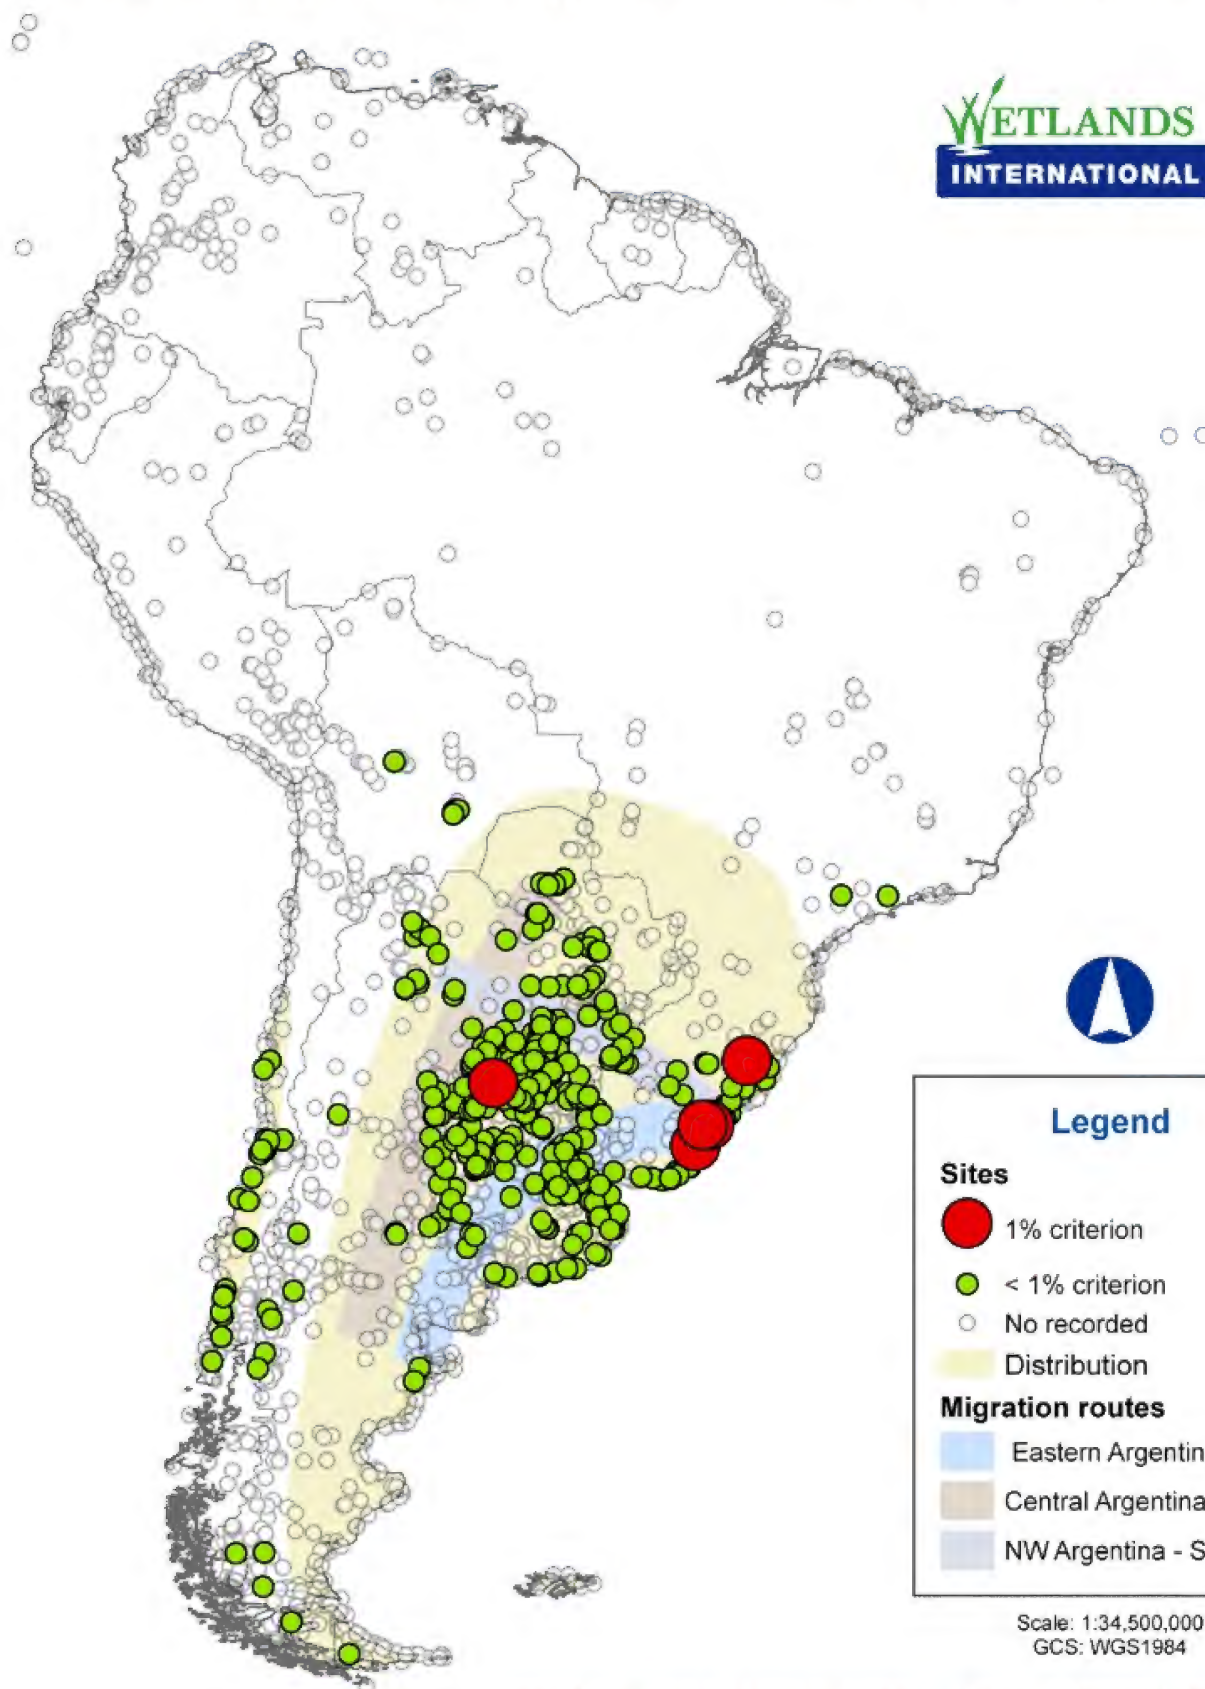 WETLANDS
INTERNATIONAL
Legend
Sites
1% criterion
< 1% criterion
No recorded
Distribution
Migration routes
Eastern Argentin
Central Argentina
NW Argentina - S
Scale: 1:34,500,000
GCS: WGS1984